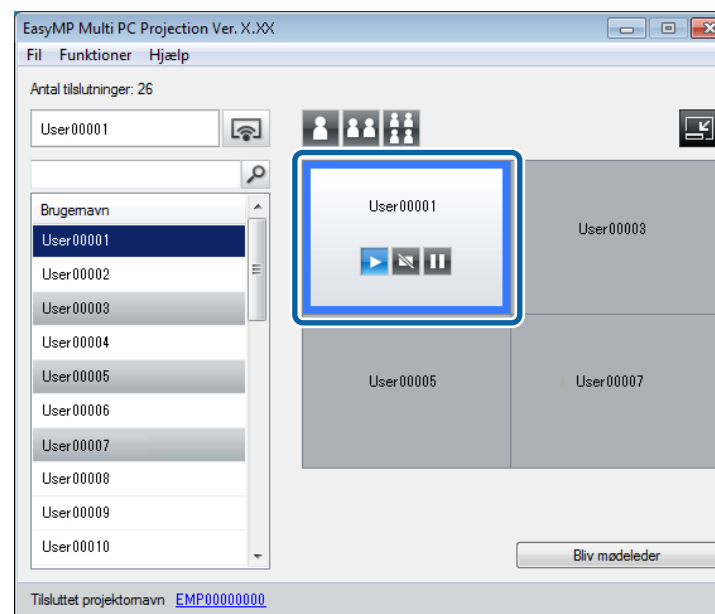 EasyMP Multi PC Projection Ver. X.XX
Fil Funktioner Hjælp
Antal tilslutninger: 26
User00001
Brugernavn
User00001
User00002
User00003
User00004
User00005
User00006
User00007
User00008
User00009
User00010
User00001
User00003
User00005
User00007
Bliv mødeleder
Tilsluttet projektornavn EMP00000000